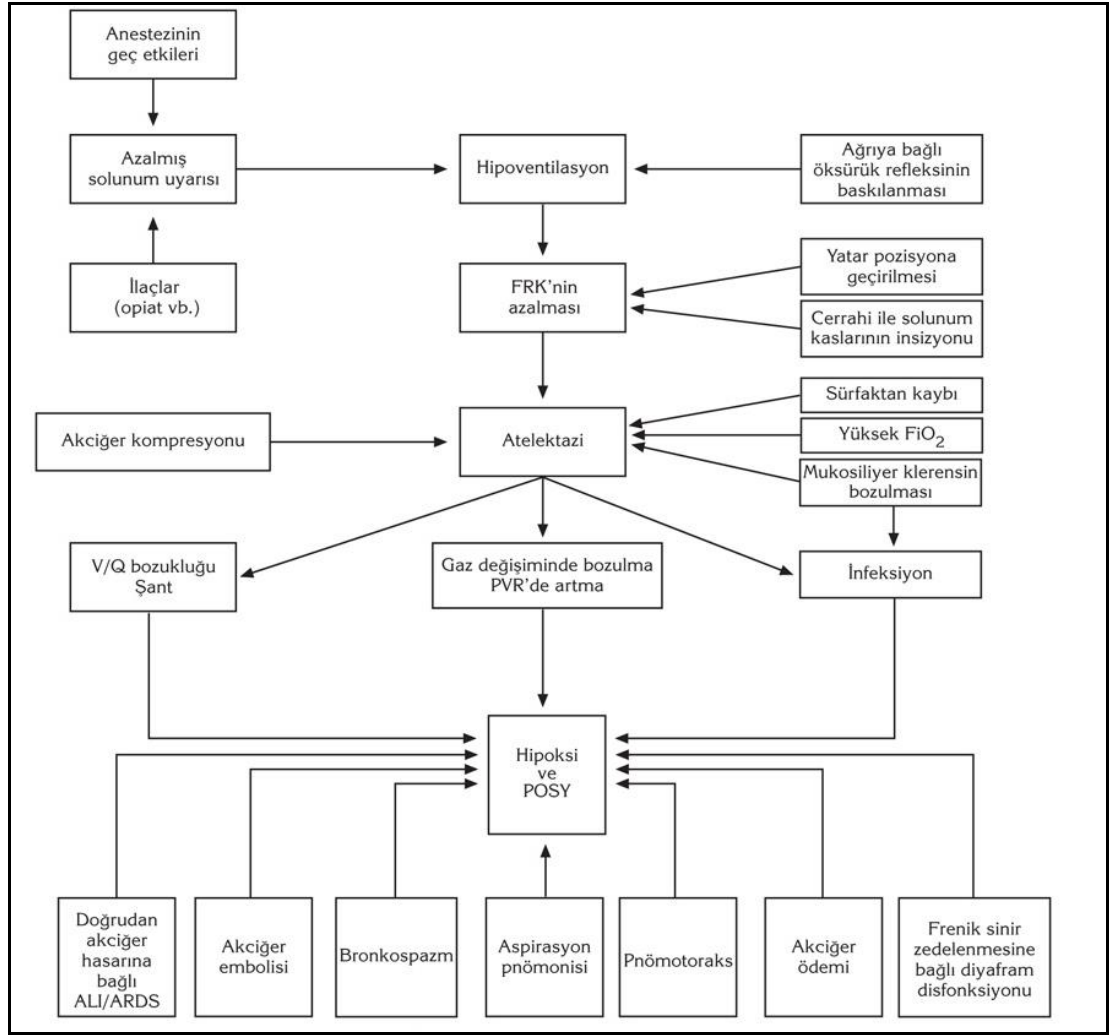 Anestezinin
geç etkileri
Azalmış
solunum uyarısı
Hipoventilasyon
Ağrıya bağlı
öksürük refleksinin
baskılanması
İlaçlar
(opiat vb.)
FRK'nin
azalması
Yatar pozisyona
geçirilmesi
Cerrahi ile solunum
kaslarının insizyonu
Akciğer kompresyonu
Atelektazi
Sürfaktan kaybı
Yüksek FiO2
Mukosiliyer klerensin
bozulması
V/Q bozukluğu
Şant
Gaz değişiminde bozulma
PVR'de artma
İnfeksiyon
Hipoksi
ve
POSY
Doğrudan
akciğer
hasarına
bağlı
ALI/ARDS
Akciğer
embolisi
Bronkospazm
Aspirasyon
pnömonisi
Pnömotoraks
Akciğer
ödemi
Frenik sinir
zedelenmesine
bağlı diyafram
disfonksiyonu